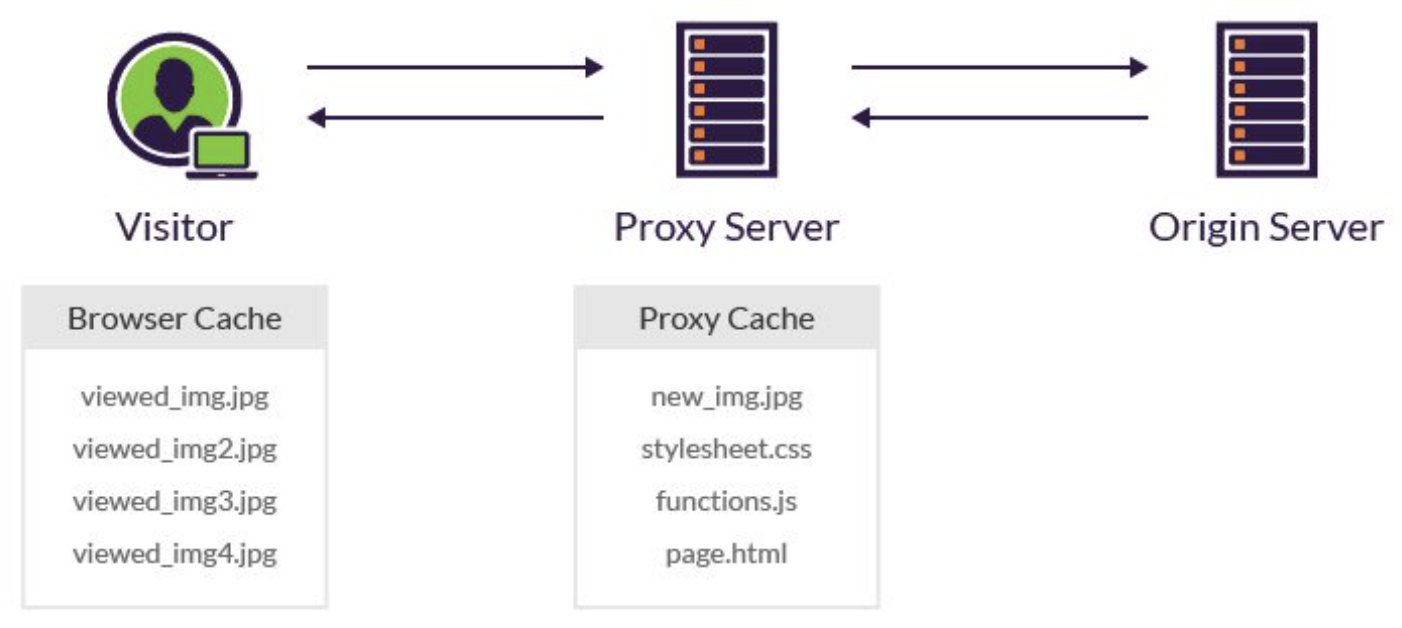 Visitor
Proxy Server
Origin Server
Browser Cache
viewed_img.jpg
viewed_img2.jpg
viewed_img3.jpg
viewed_img4.jpg
Proxy Cache
new_img.jpg
stylesheet.css
functions.js
page.html